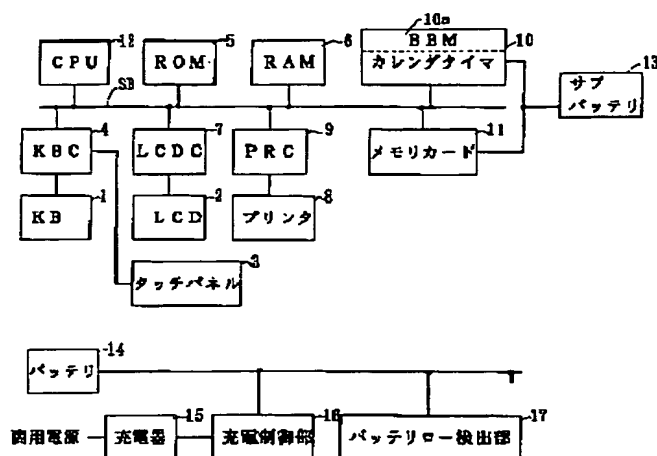 10a
12 5 6 BBM 10
CPU ROM RAM カレンダタイマ 13
SB サブ
バッテリ
4 7 9 11
KBC LCDC PRC メモリカード
1 2 8
KB LCD プリンタ
3
タッチパネル
14
バッテリ
15 16 17
商用電源 充電器 充電制御部 バッテリロー検出部